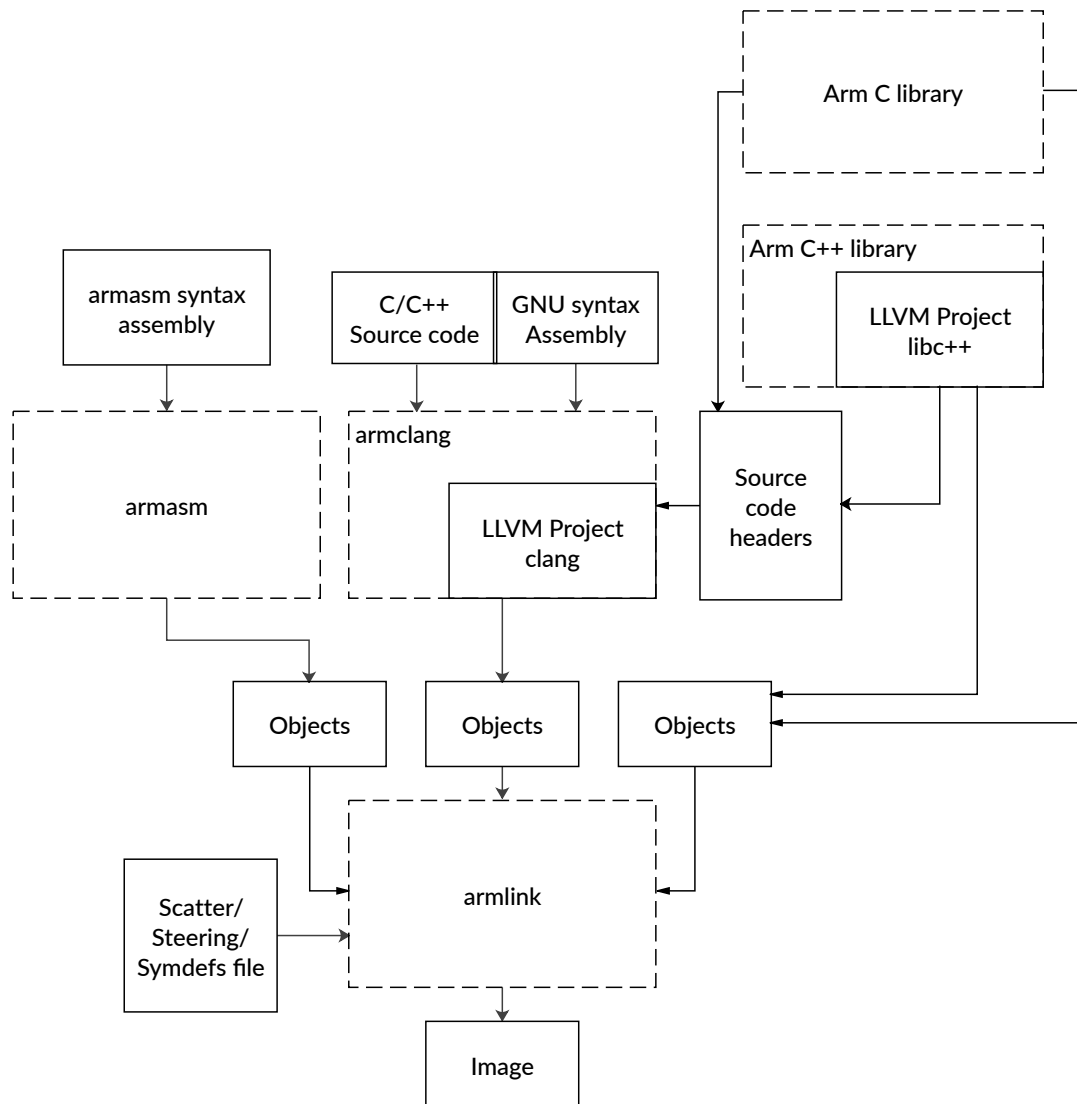 Arm C library
Arm C++ library
LLVM Project
libc++
armasm syntax
assembly
C/C++
Source code
GNU syntax
Assembly
armasm
armclang
LLVM Project
clang
Source
code
headers
Objects
Objects
Objects
Scatter/
Steering/
Symdefs file
armlink
Image